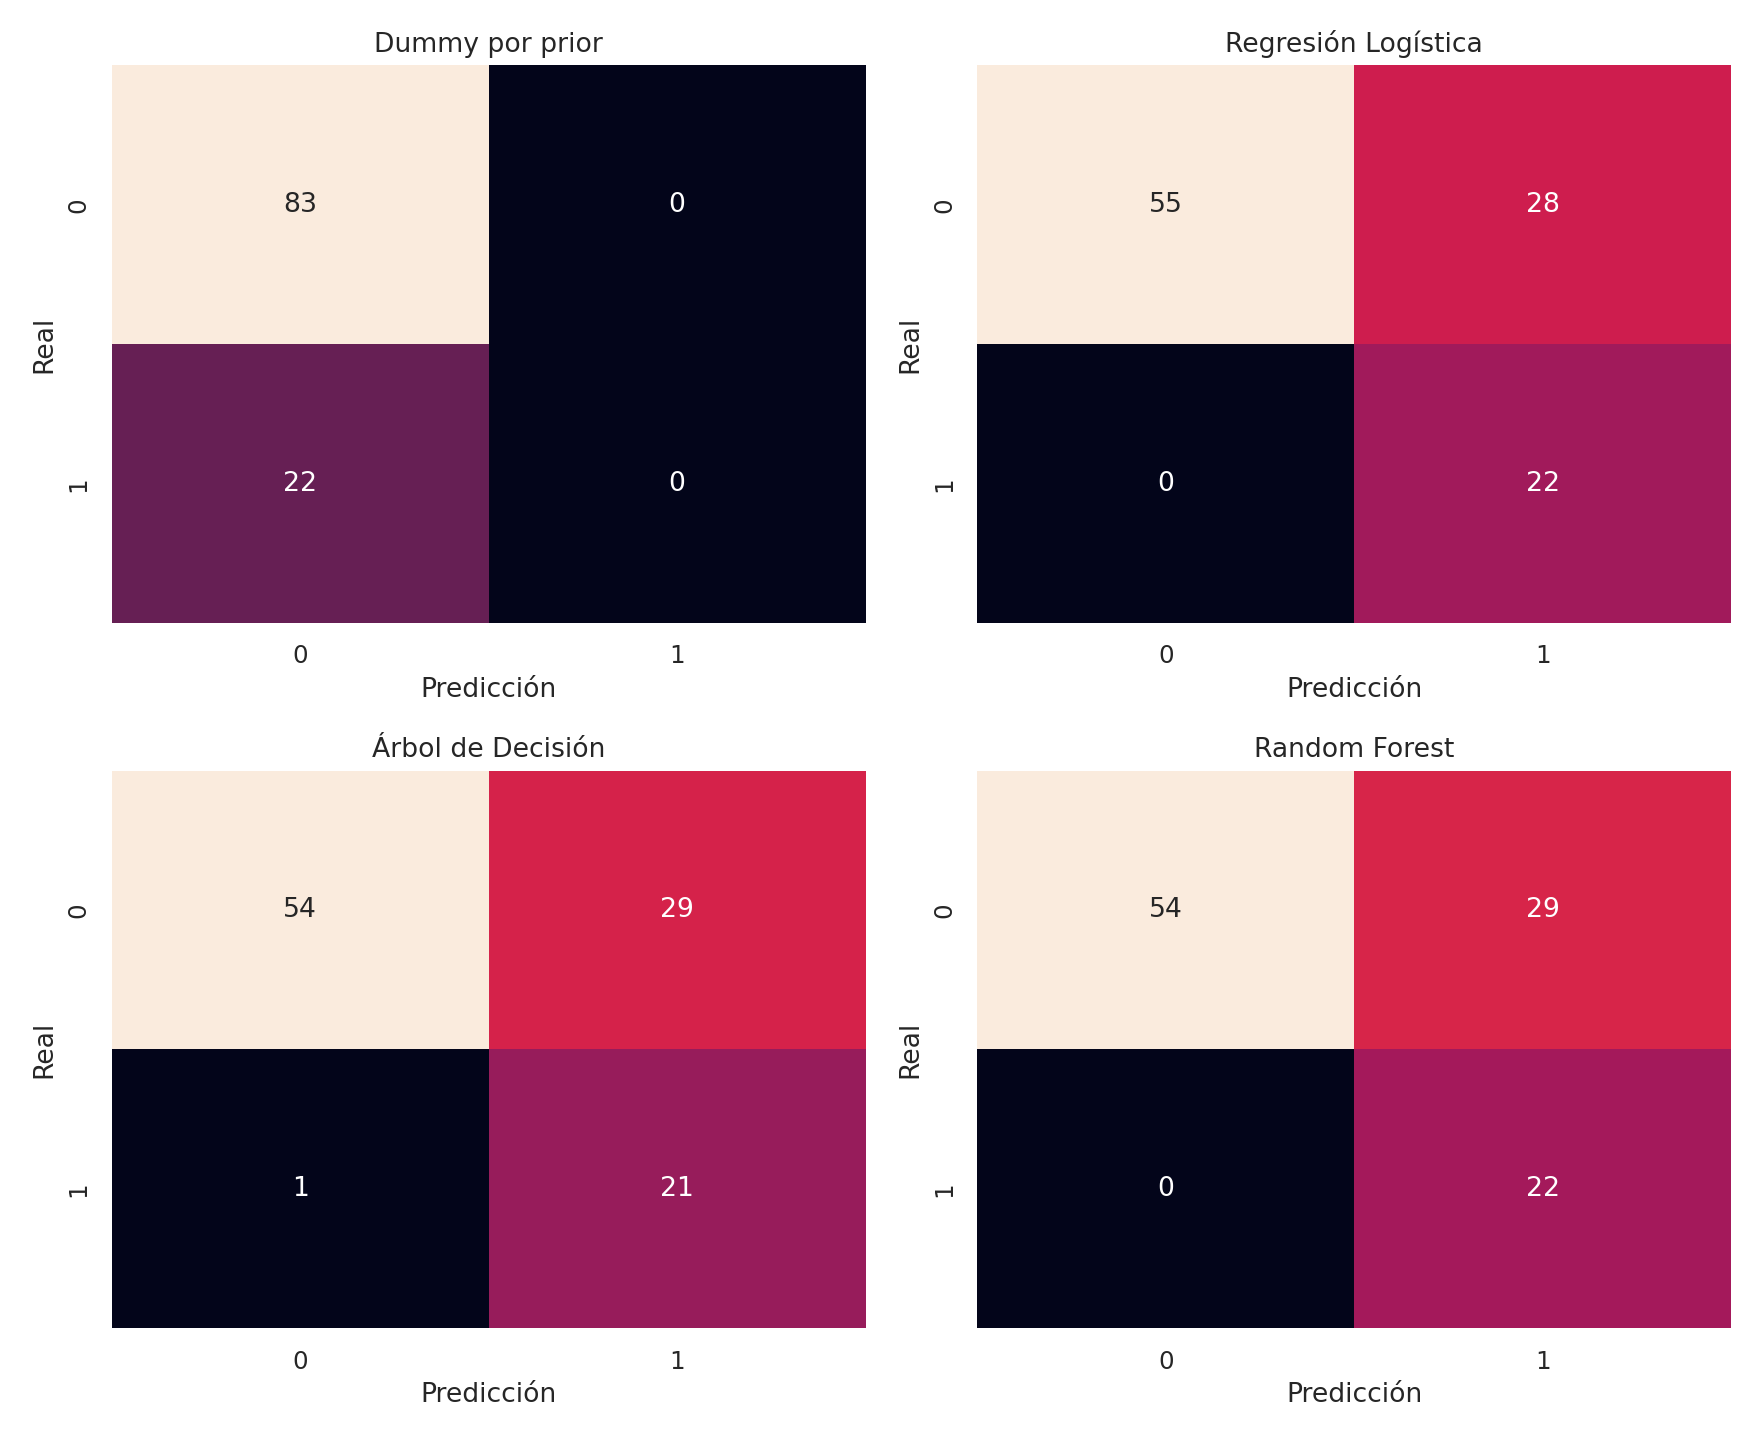 Dummy por prior
Regresión Logística
0
83
0
0
55
28
Real
Real
1
22
0
1
0
22
0
1
0
1
Predicción
Predicción
Árbol de Decisión
Random Forest
0
54
29
0
54
29
Real
Real
1
1
21
1
0
22
0
1
0
1
Predicción
Predicción